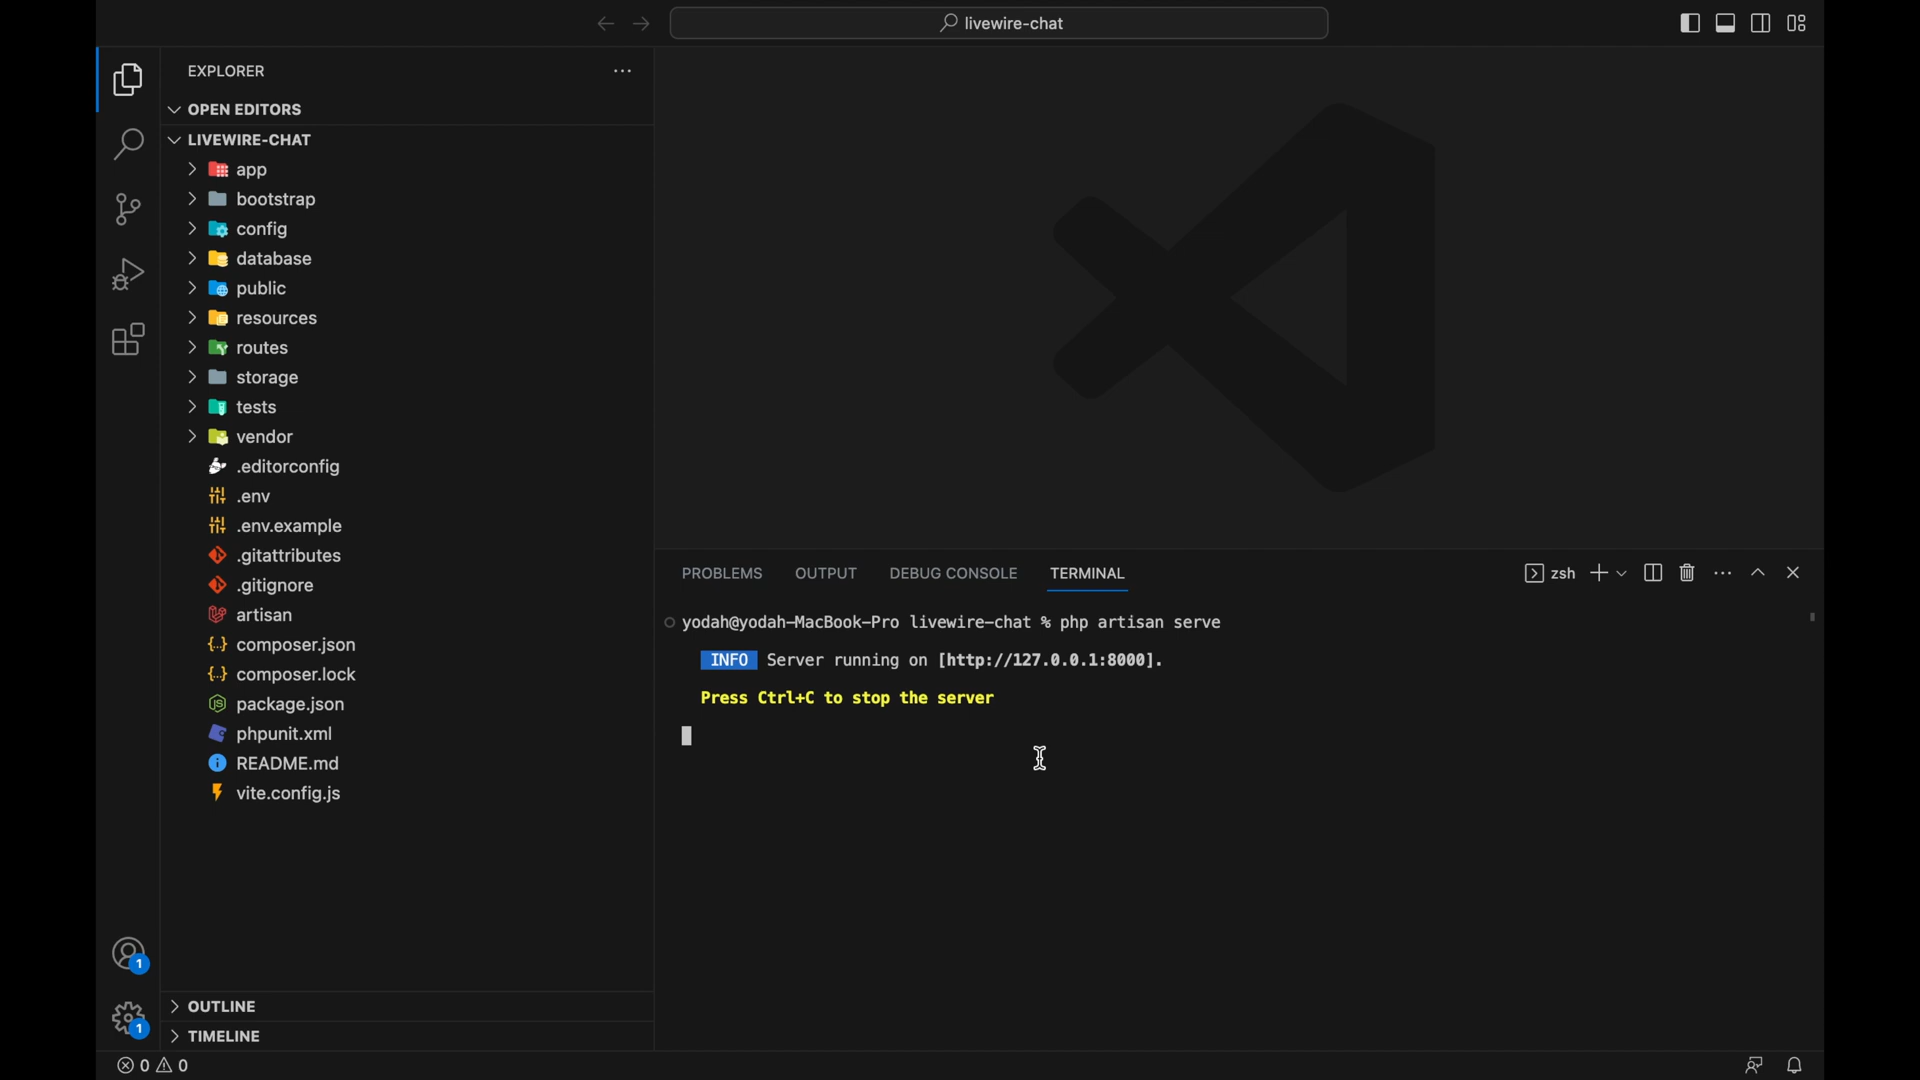 livewire-chat
EXPLORER
OPEN EDITORS
LIVEWIRE-CHAT
app
bootstrap
config
database
public
resources
routes
storage
tests
vendor
.editorconfig
.env
.env.example
.gitattributes
.gitignore
artisan
composer.json
composer.lock
package.json
phpunit.xml
README.md
vite.config.js
OUTLINE
TIMELINE
1
1
PROBLEMS OUTPUT DEBUG CONSOLE TERMINAL zsh
yodah@yodah-MacBook-Pro livewire-chat % php artisan serve
INFO Server running on [http://127.0.0.1:8000].
Press Ctrl+C to stop the server
0 0